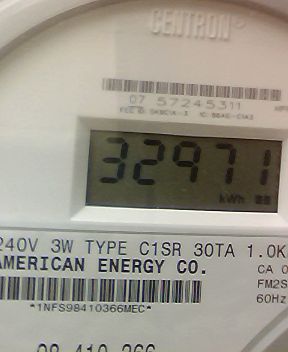 CENTRON
07 57245311
32971
kWh
240V 3W TYPE C1SR 30TA 1.0K
AMERICAN ENERGY CO.
CA 0
FM2S
60Hz
*1NFS98410366MEC*